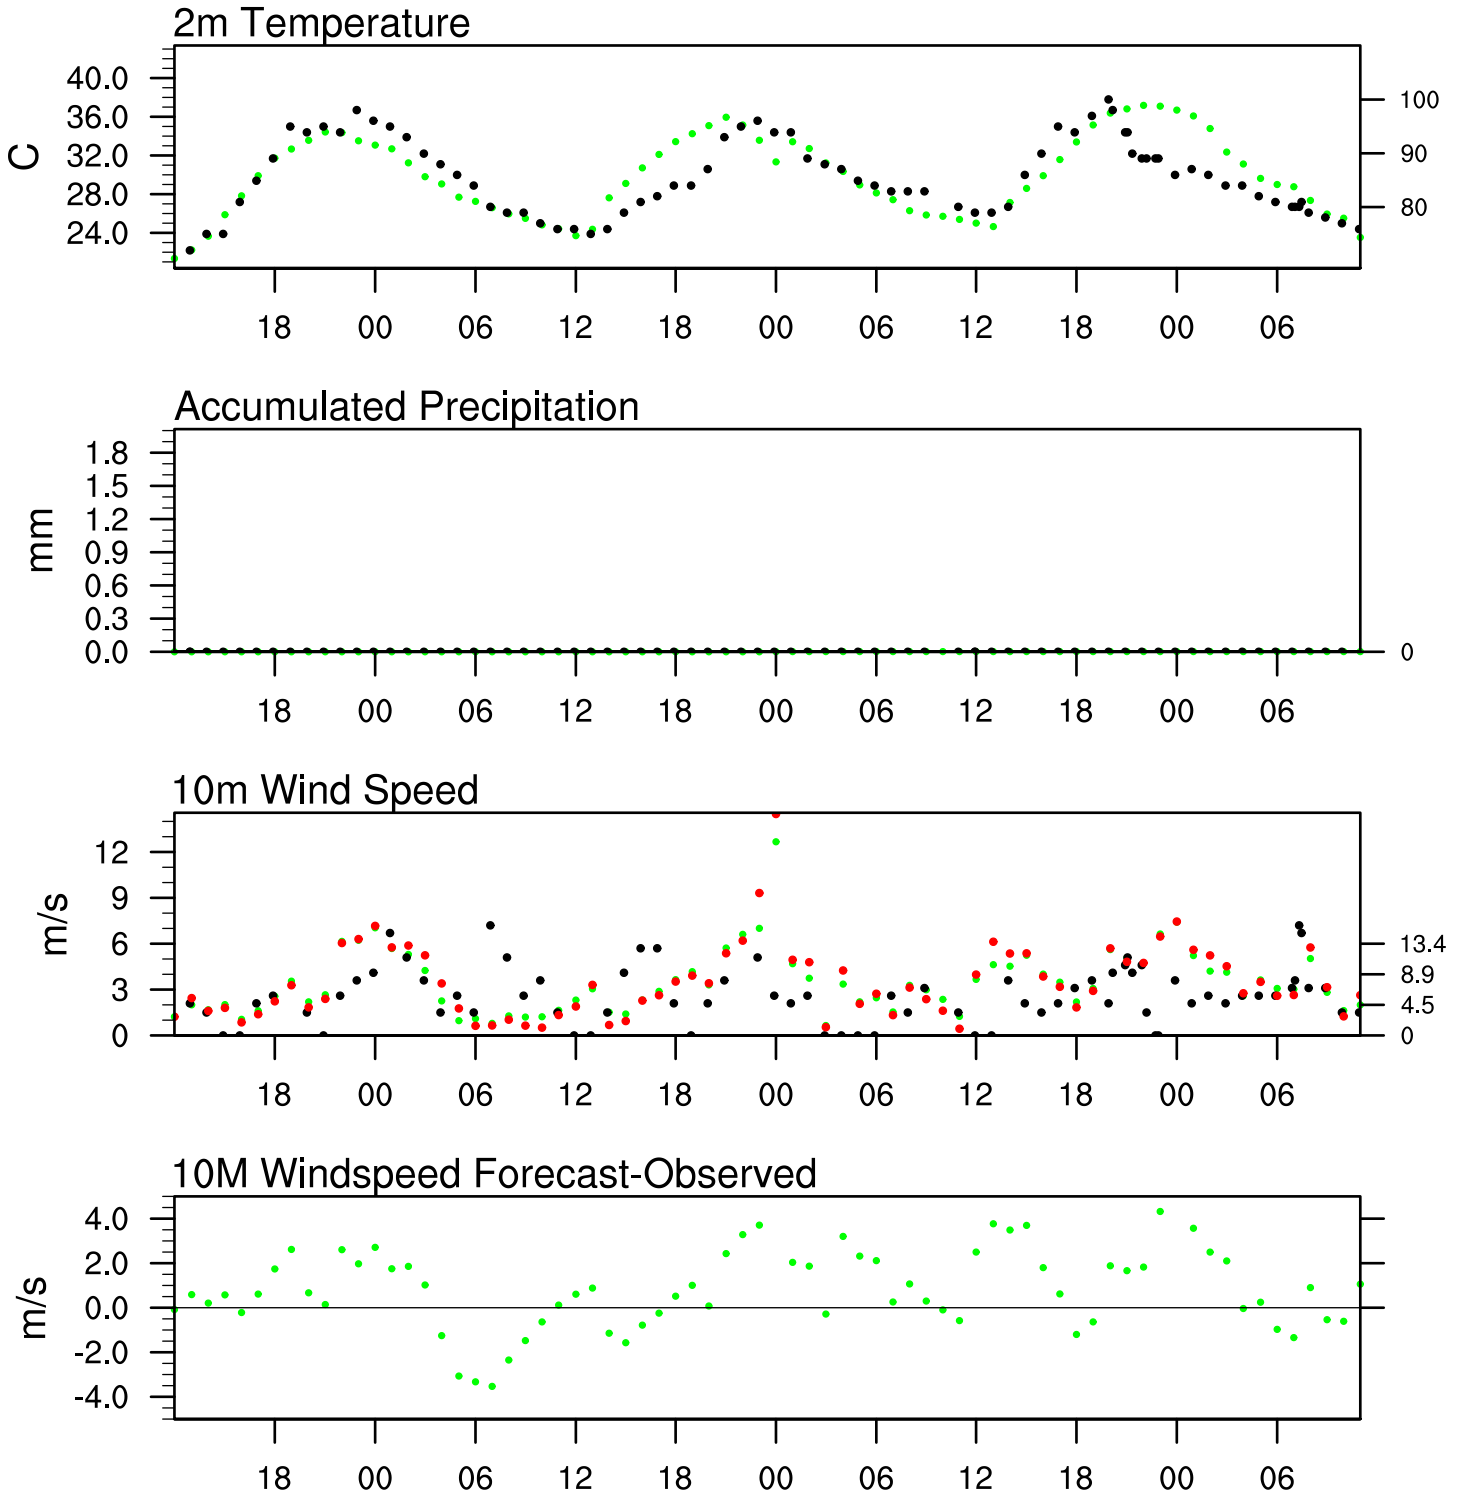 2m Temperature
40.0
36.0
32.0
28.0
24.0
C
100
90
80
18 00 06 12 18 00 06 12 18 00 06
Accumulated Precipitation
1.8
1.5
1.2
0.9
0.6
0.3
0.0
mm
0
18 00 06 12 18 00 06 12 18 00 06
10m Wind Speed
12
9
6
3
0
m/s
13.4
8.9
4.5
0
18 00 06 12 18 00 06 12 18 00 06
10M Windspeed Forecast-Observed
4.0
2.0
0.0
-2.0
-4.0
m/s
18 00 06 12 18 00 06 12 18 00 06